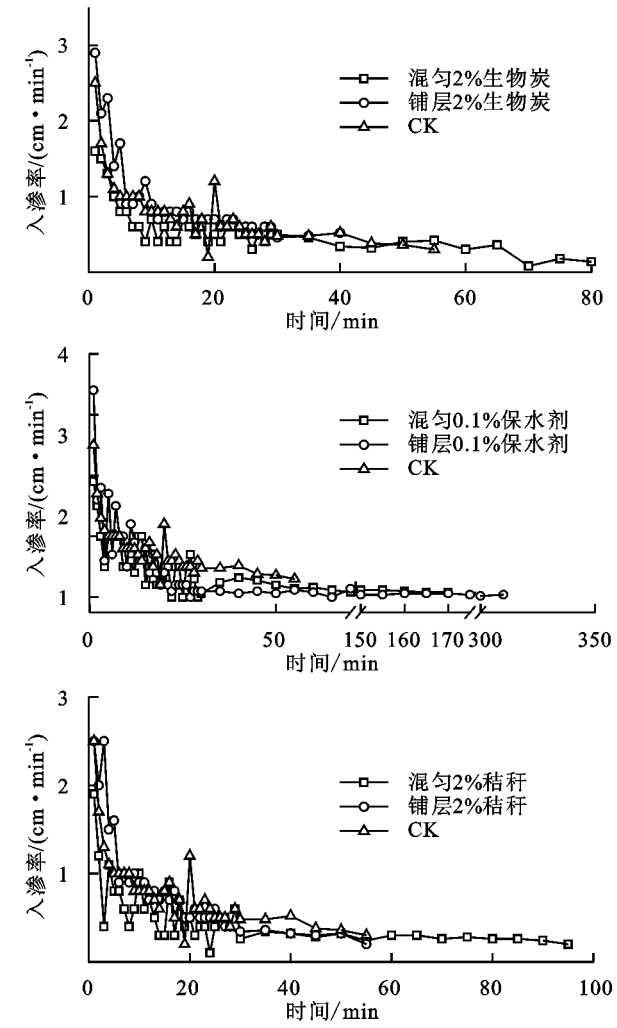 3
2
1
入渗率/(cm·min⁻¹)
混匀2%生物炭
铺层2%生物炭
CK
0 20 40 60 80
时间/min
4
3
2
1
入渗率/(cm·min⁻¹)
混匀0.1%保水剂
铺层0.1%保水剂
CK
0 50 150 160 170 300 350
时间/min
3
2
1
入渗率/(cm·min⁻¹)
混匀2%秸秆
铺层2%秸秆
CK
0 20 40 60 80 100
时间/min